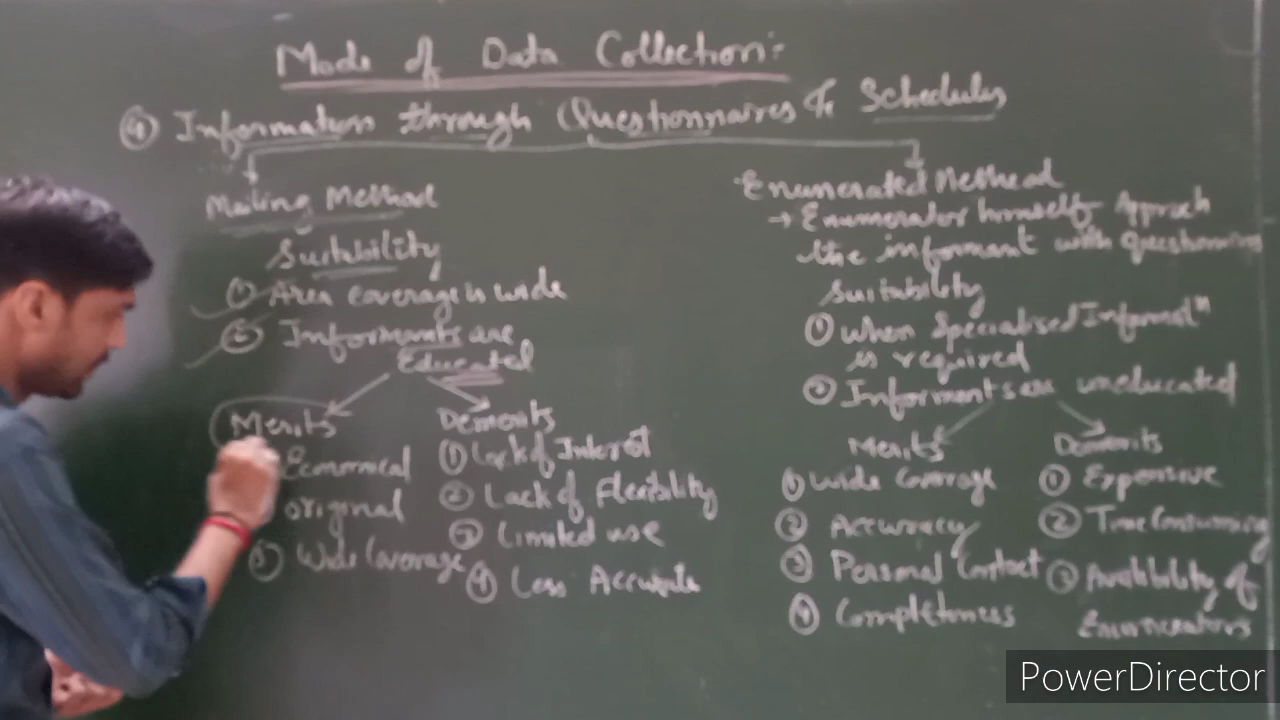 Mode of Data Collection:-
④ Information through Questionnaires & Schedules
Mailing Method
Suitability
① Area coverage is wide
② Informants are
Educated
Merits
Economical
original
③ Wide Coverage
Demerits
① Lack of Interest
② Lack of Flexibility
③ Limited use
④ Less Accurate
Enumerated Method
→ Enumerator himself Approch
the informant with
Suitability
① When Specialised Informatⁿ
is required
② Informants are uneducated
Merits
① Wide Coverage
② Accuracy
③ Personal Contact
④ Completeness
Demerits
① Expensive
② Time Consuming
③ of
Enumerators
PowerDirector